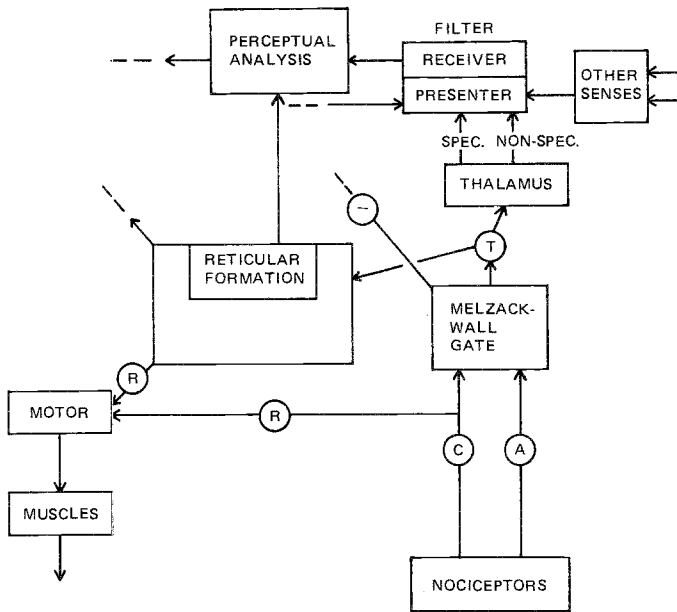 FILTER
PERCEPTUAL
ANALYSIS
RECEIVER
PRESENTER
OTHER
SENSES
SPEC. NON-SPEC.
THALAMUS
−
T
RETICULAR
FORMATION
MELZACK-
WALL
GATE
R
MOTOR
R
C
A
MUSCLES
NOCICEPTORS